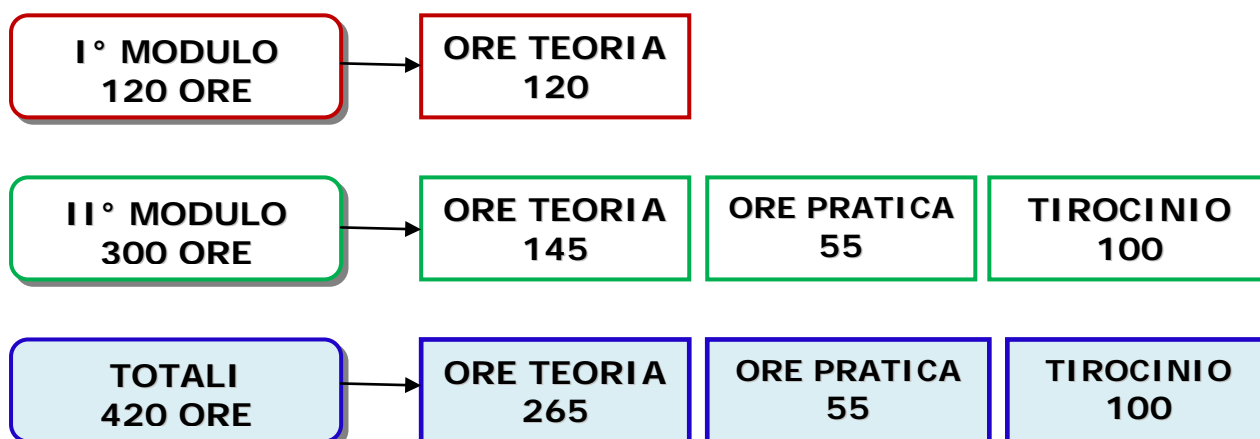 I° MODULO
120 ORE
ORE TEORIA
120
II° MODULO
300 ORE
ORE TEORIA
145
ORE PRATICA
55
TIROCINIO
100
TOTALI
420 ORE
ORE TEORIA
265
ORE PRATICA
55
TIROCINIO
100